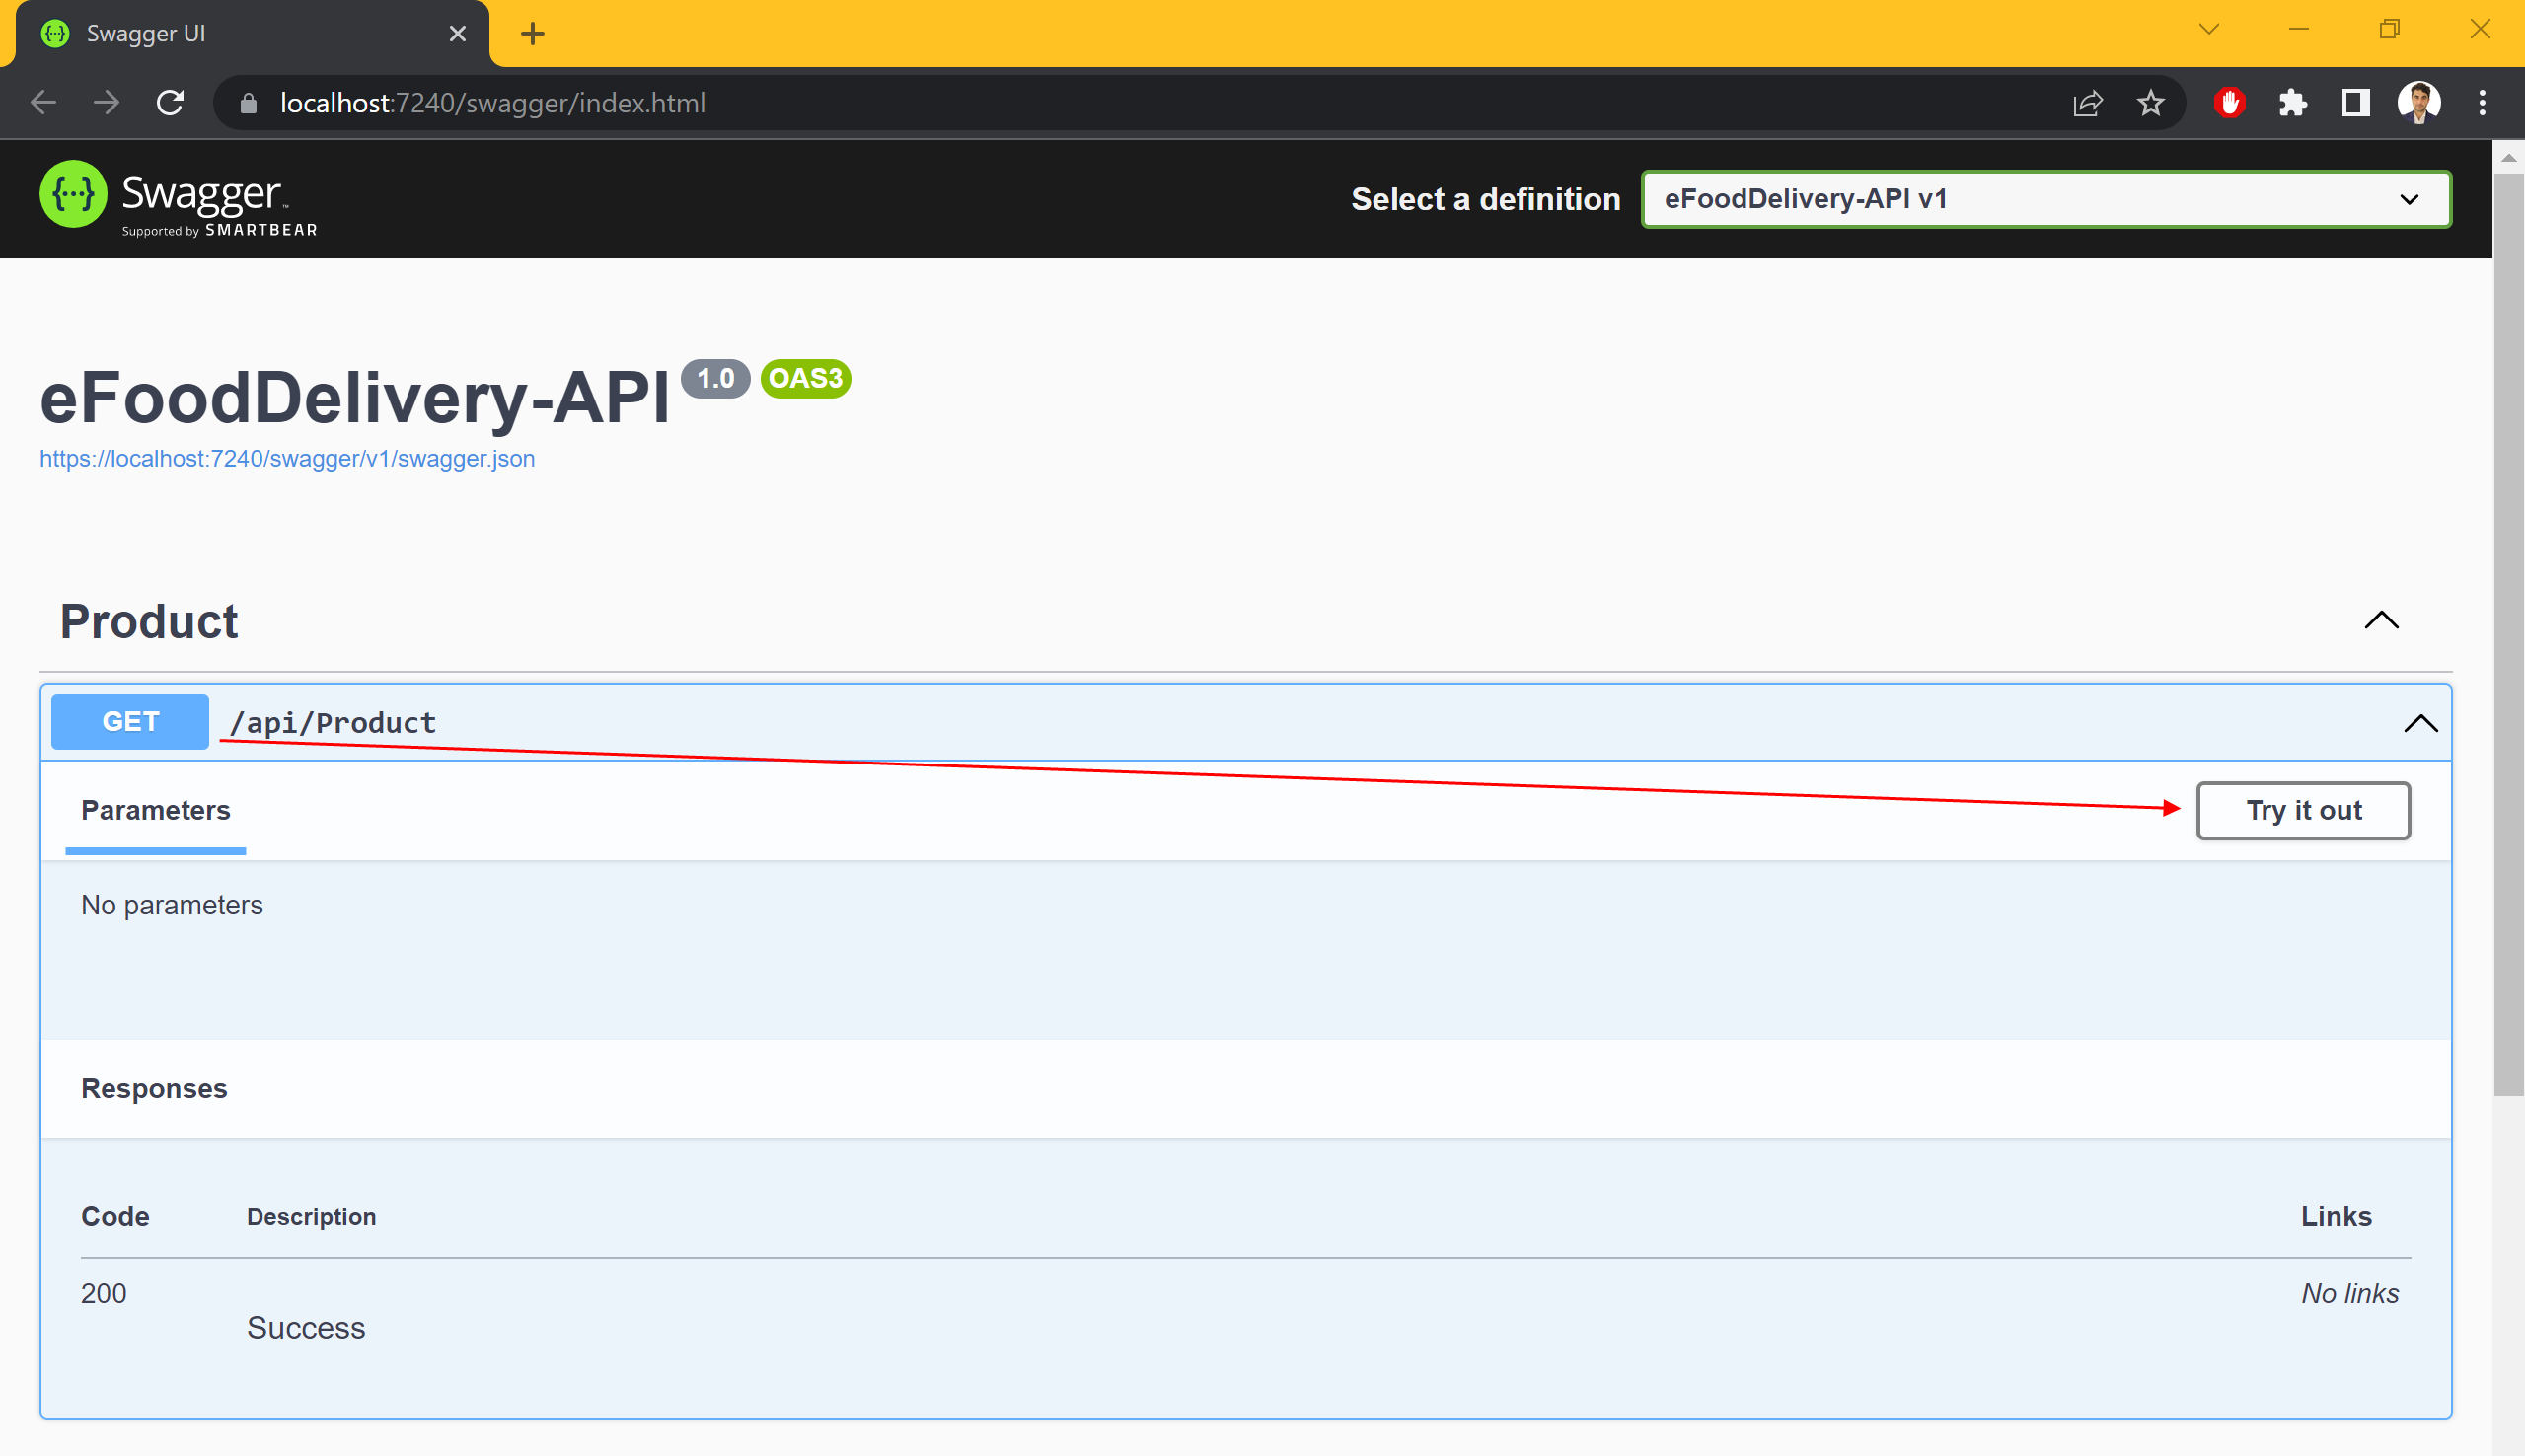 Swagger UI
localhost:7240/swagger/index.html
{···} Swagger™
Supported by SMARTBEAR
Select a definition
eFoodDelivery-API v1
eFoodDelivery-API 1.0 OAS3
https://localhost:7240/swagger/v1/swagger.json
Product
GET /api/Product
Parameters
Try it out
No parameters
Responses
Code Description Links
200 No links
Success